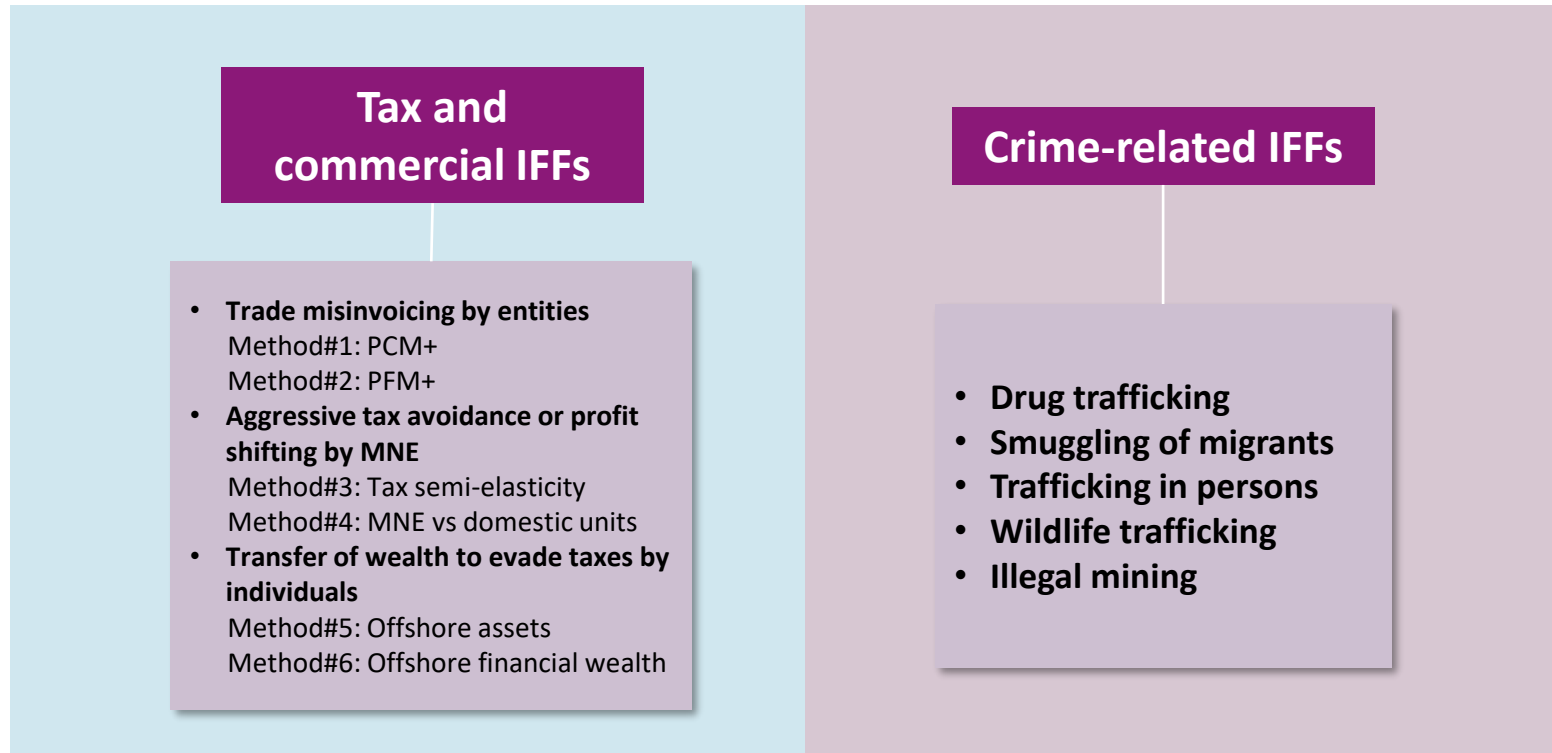 Tax and
commercial IFFs
• Trade misinvoicing by entities
Method#1: PCM+
Method#2: PFM+
• Aggressive tax avoidance or profit
shifting by MNE
Method#3: Tax semi-elasticity
Method#4: MNE vs domestic units
• Transfer of wealth to evade taxes by
individuals
Method#5: Offshore assets
Method#6: Offshore financial wealth
Crime-related IFFs
• Drug trafficking
• Smuggling of migrants
• Trafficking in persons
• Wildlife trafficking
• Illegal mining